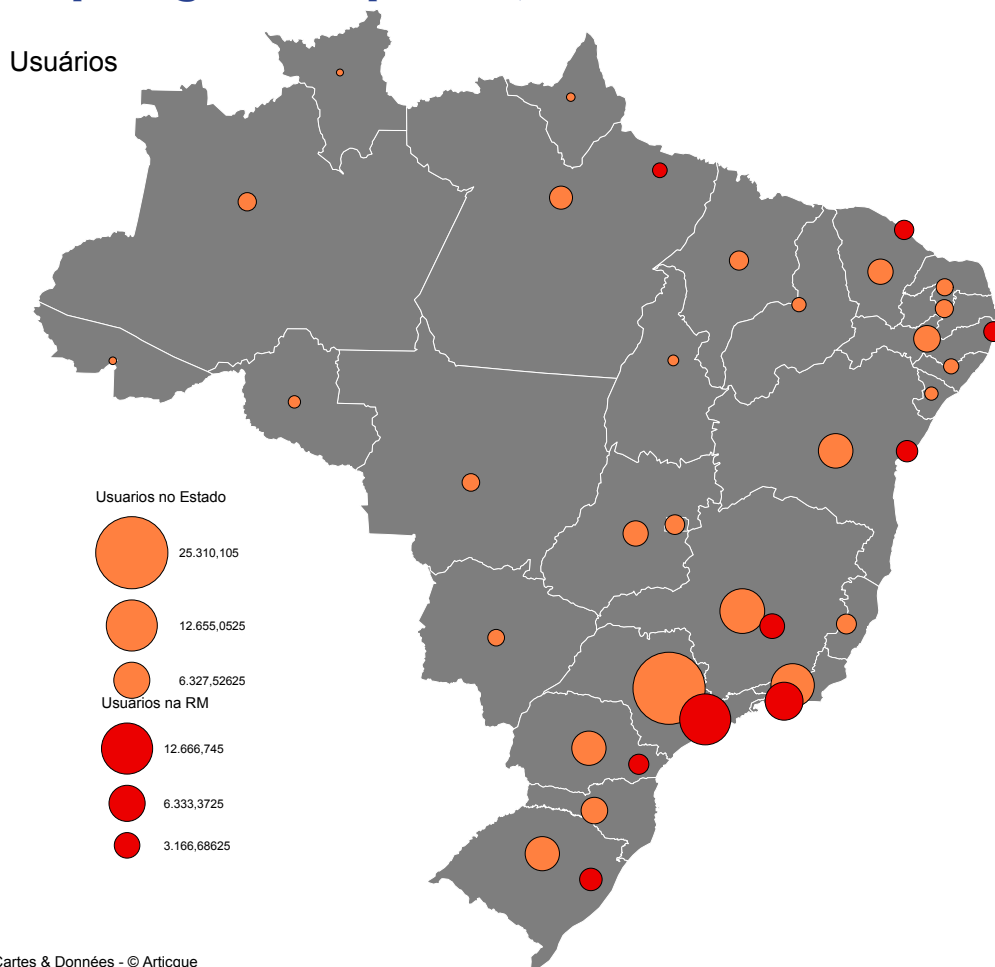 Usuários
Usuarios no Estado
25.310,105
12.655,0525
6.327,52625
Usuários na RM
12.666,745
6.333,3725
3.166,68625
Cartes & Données - © Articque